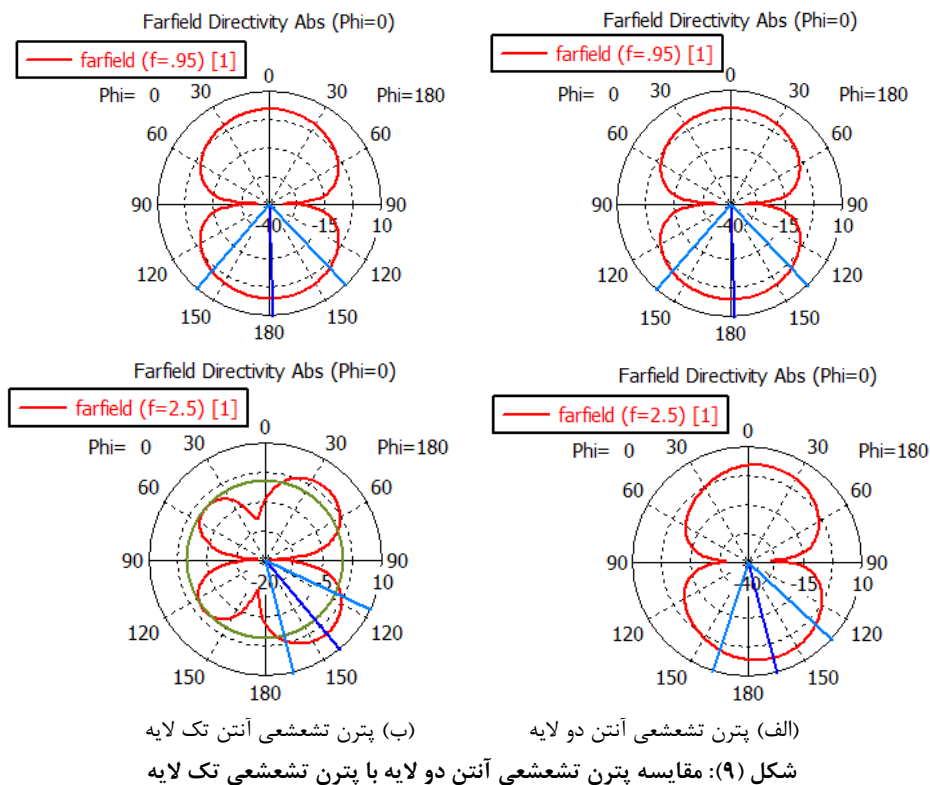 Farfield Directivity Abs (Phi=0)
farfield (f=.95) [1]
Phi= 0 30 0 30 Phi=180
60 60
90 90
-40 -15 10
120 120
150 150
180
Farfield Directivity Abs (Phi=0)
farfield (f=.95) [1]
Phi= 0 30 0 30 Phi=180
60 60
90 90
-40 -15 10
120 120
150 150
180
Farfield Directivity Abs (Phi=0)
farfield (f=2.5) [1]
Phi= 0 30 0 30 Phi=180
60 60
90 90
-20 -5 10
120 120
150 150
180
Farfield Directivity Abs (Phi=0)
farfield (f=2.5) [1]
Phi= 0 30 0 30 Phi=180
60 60
90 90
-40 -15 10
120 120
150 150
180
(الف) پترن تشعشعی آنتن دو لایه
(ب) پترن تشعشعی آنتن تک لایه
شکل (۹): مقایسه پترن تشعشعی آنتن دو لایه با پترن تشعشعی تک لایه